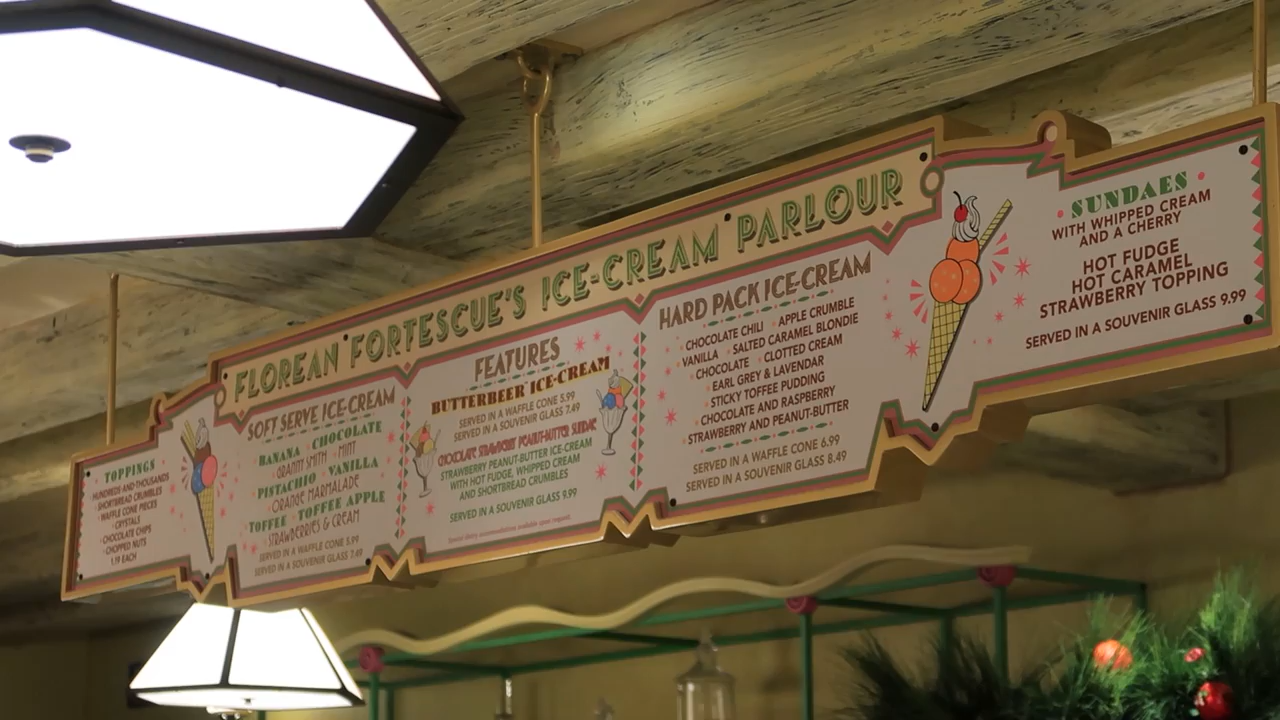 FLOREAN FORTESCUE'S ICE-CREAM PARLOUR
TOPPINGS
HUNDREDS-AND-THOUSANDS
SHORTBREAD CRUMBLES
WAFFLE CONE PIECES
CRYSTALS
CHOCOLATE CHIPS
CHOPPED NUTS
1.19 EACH
SOFT SERVE ICE-CREAM
BANANA CHOCOLATE
GRANNY SMITH MINT
PISTACHIO VANILLA
ORANGE MARMALADE
TOFFEE TOFFEE APPLE
STRAWBERRIES & CREAM
SERVED IN A WAFFLE CONE 5.99
SERVED IN A SOUVENIR GLASS 7.49
FEATURES
BUTTERBEER ICE-CREAM
SERVED IN A WAFFLE CONE 5.99
SERVED IN A SOUVENIR GLASS 7.49
CHOCOLATE STRAWBERRY PEANUT-BUTTER SUNDAE
STRAWBERRY PEANUT-BUTTER ICE-CREAM
WITH HOT FUDGE, WHIPPED CREAM
AND SHORTBREAD CRUMBLES
SERVED IN A SOUVENIR GLASS 9.99
HARD PACK ICE-CREAM
CHOCOLATE CHILI APPLE CRUMBLE
VANILLA SALTED CARAMEL BLONDIE
CHOCOLATE CLOTTED CREAM
EARL GREY & LAVENDAR
STICKY TOFFEE PUDDING
CHOCOLATE AND RASPBERRY
STRAWBERRY AND PEANUT-BUTTER
SERVED IN A WAFFLE CONE 6.99
SERVED IN A SOUVENIR GLASS 8.49
SUNDAES
WITH WHIPPED CREAM
AND A CHERRY
HOT FUDGE
HOT CARAMEL
STRAWBERRY TOPPING
SERVED IN A SOUVENIR GLASS 9.99